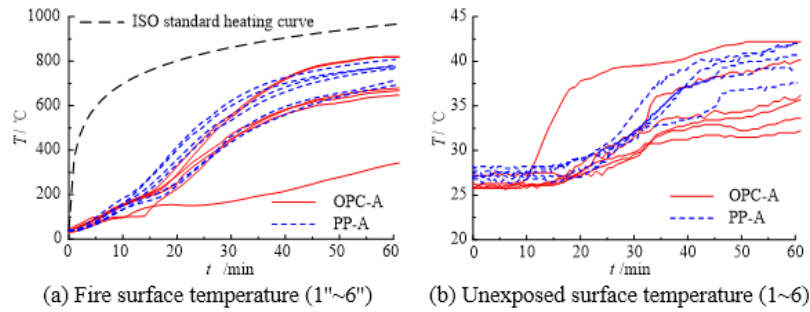 1000
800
600
400
200
0
T / °C
ISO standard heating curve
OPC-A
PP-A
0 10 20 30 40 50 60
t /min
(a) Fire surface temperature (1"~6")
45
40
35
30
25
20
T / °C
OPC-A
PP-A
0 10 20 30 40 50 60
t /min
(b) Unexposed surface temperature (1~6)